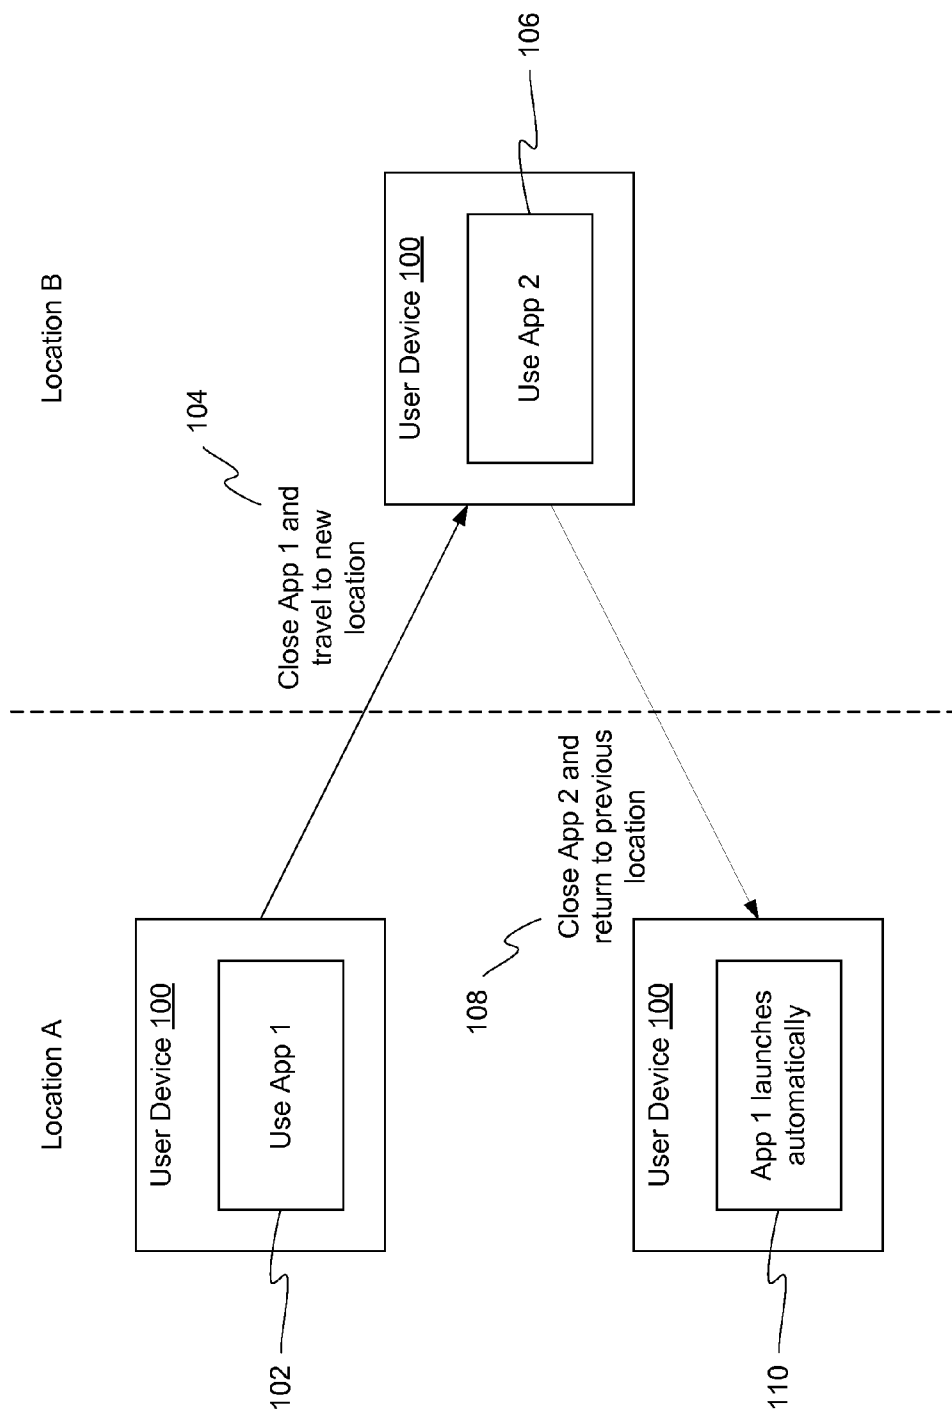 Location A
Location B
User Device 100
Use App 1
102
104
Close App 1 and
travel to new
location
User Device 100
Use App 2
106
108
Close App 2 and
return to previous
location
User Device 100
App 1 launches
automatically
110